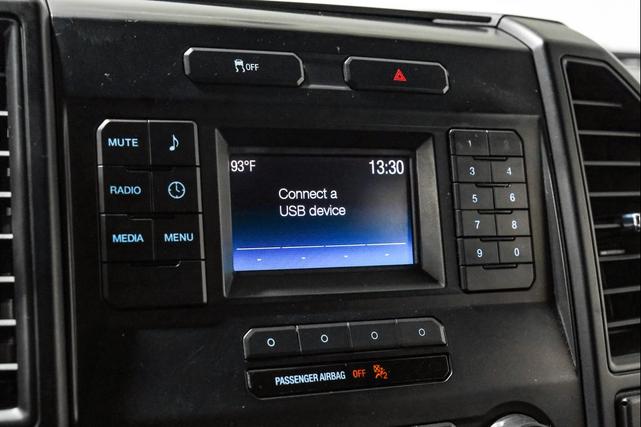 OFF
MUTE
RADIO
MEDIA MENU
93°F 13:30
Connect a
USB device
1 2
3 4
5 6
7 8
9 0
PASSENGER AIRBAG OFF 2